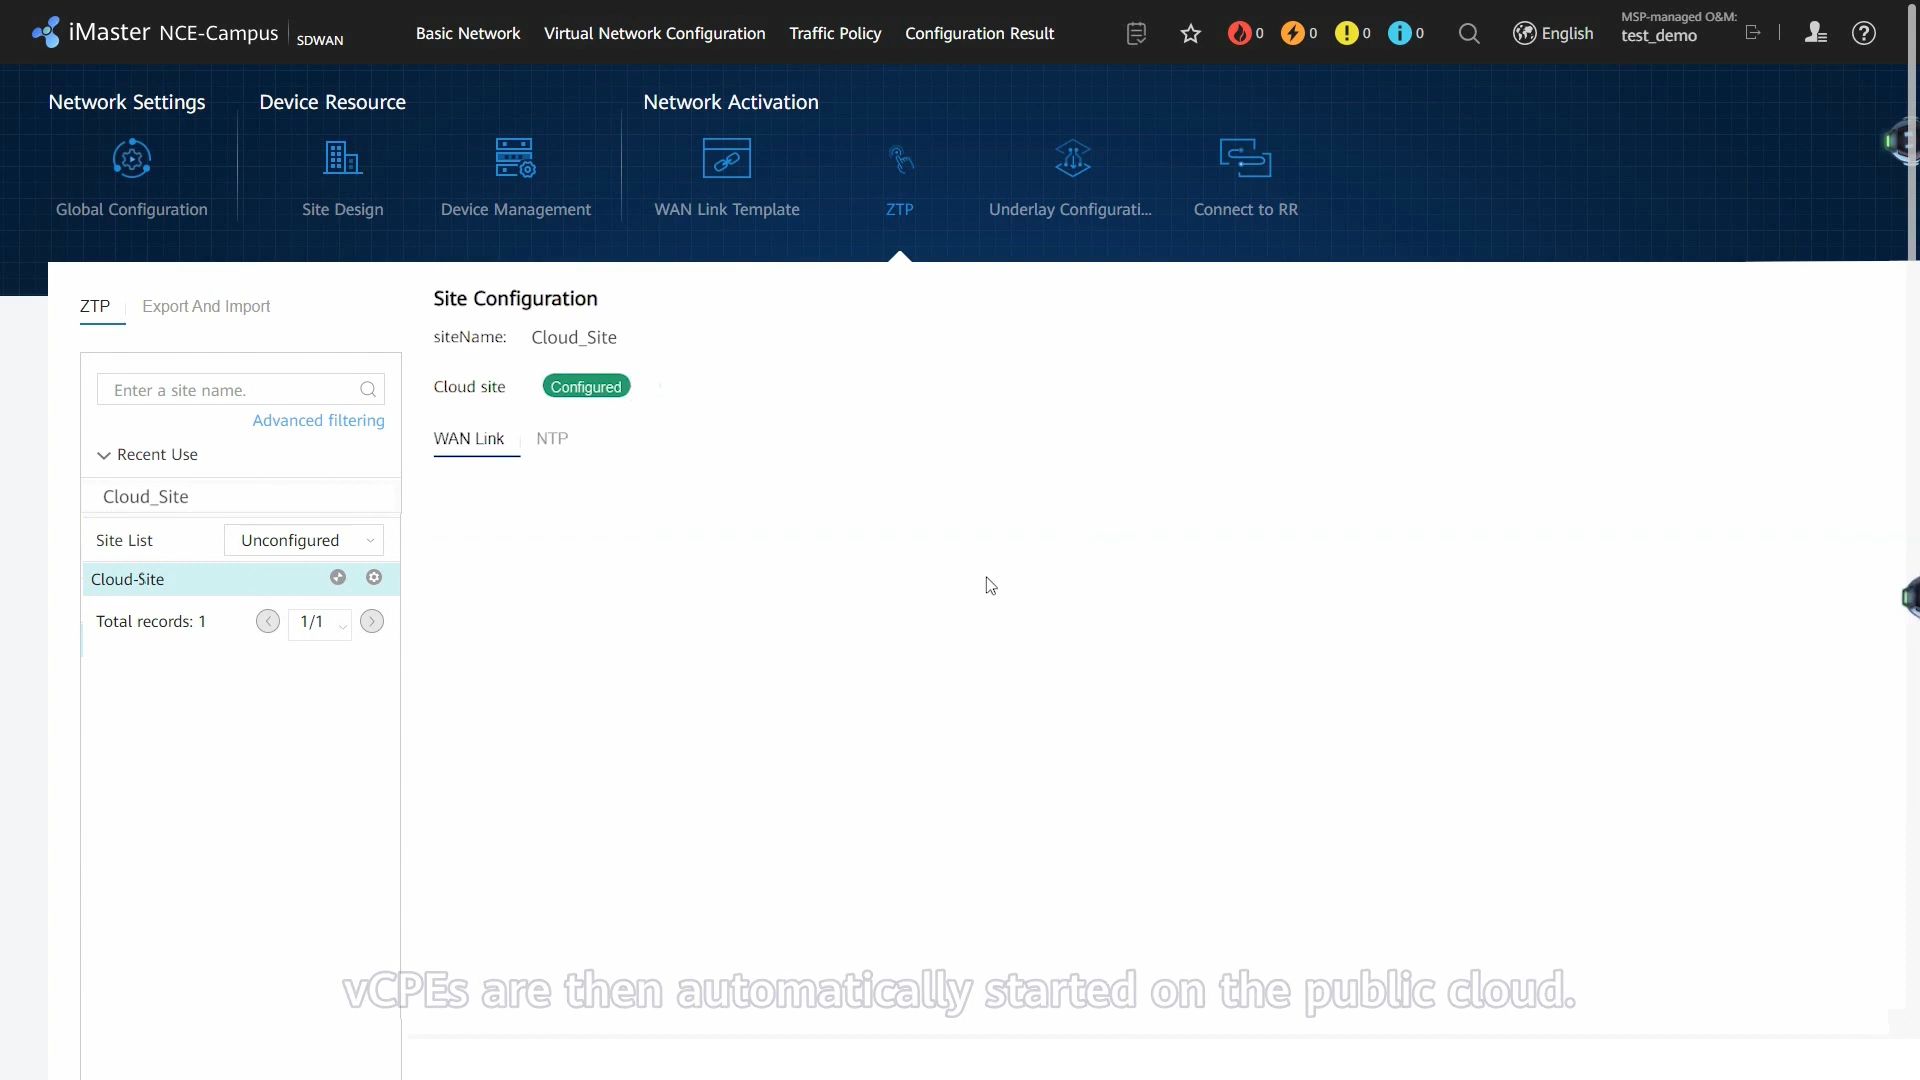 iMaster NCE-Campus SDWAN
Basic Network Virtual Network Configuration Traffic Policy Configuration Result
0 0 0 0
English
MSP-managed O&M:
test_demo
Network Settings Device Resource Network Activation
Global Configuration Site Design Device Management WAN Link Template ZTP Underlay Configurati... Connect to RR
ZTP Export And Import
Enter a site name.
Advanced filtering
Recent Use
Cloud_Site
Site List Unconfigured
Cloud-Site
Total records: 1 1/1
Site Configuration
siteName: Cloud_Site
Cloud site Configured
WAN Link NTP
vCPEs are then automatically started on the public cloud.